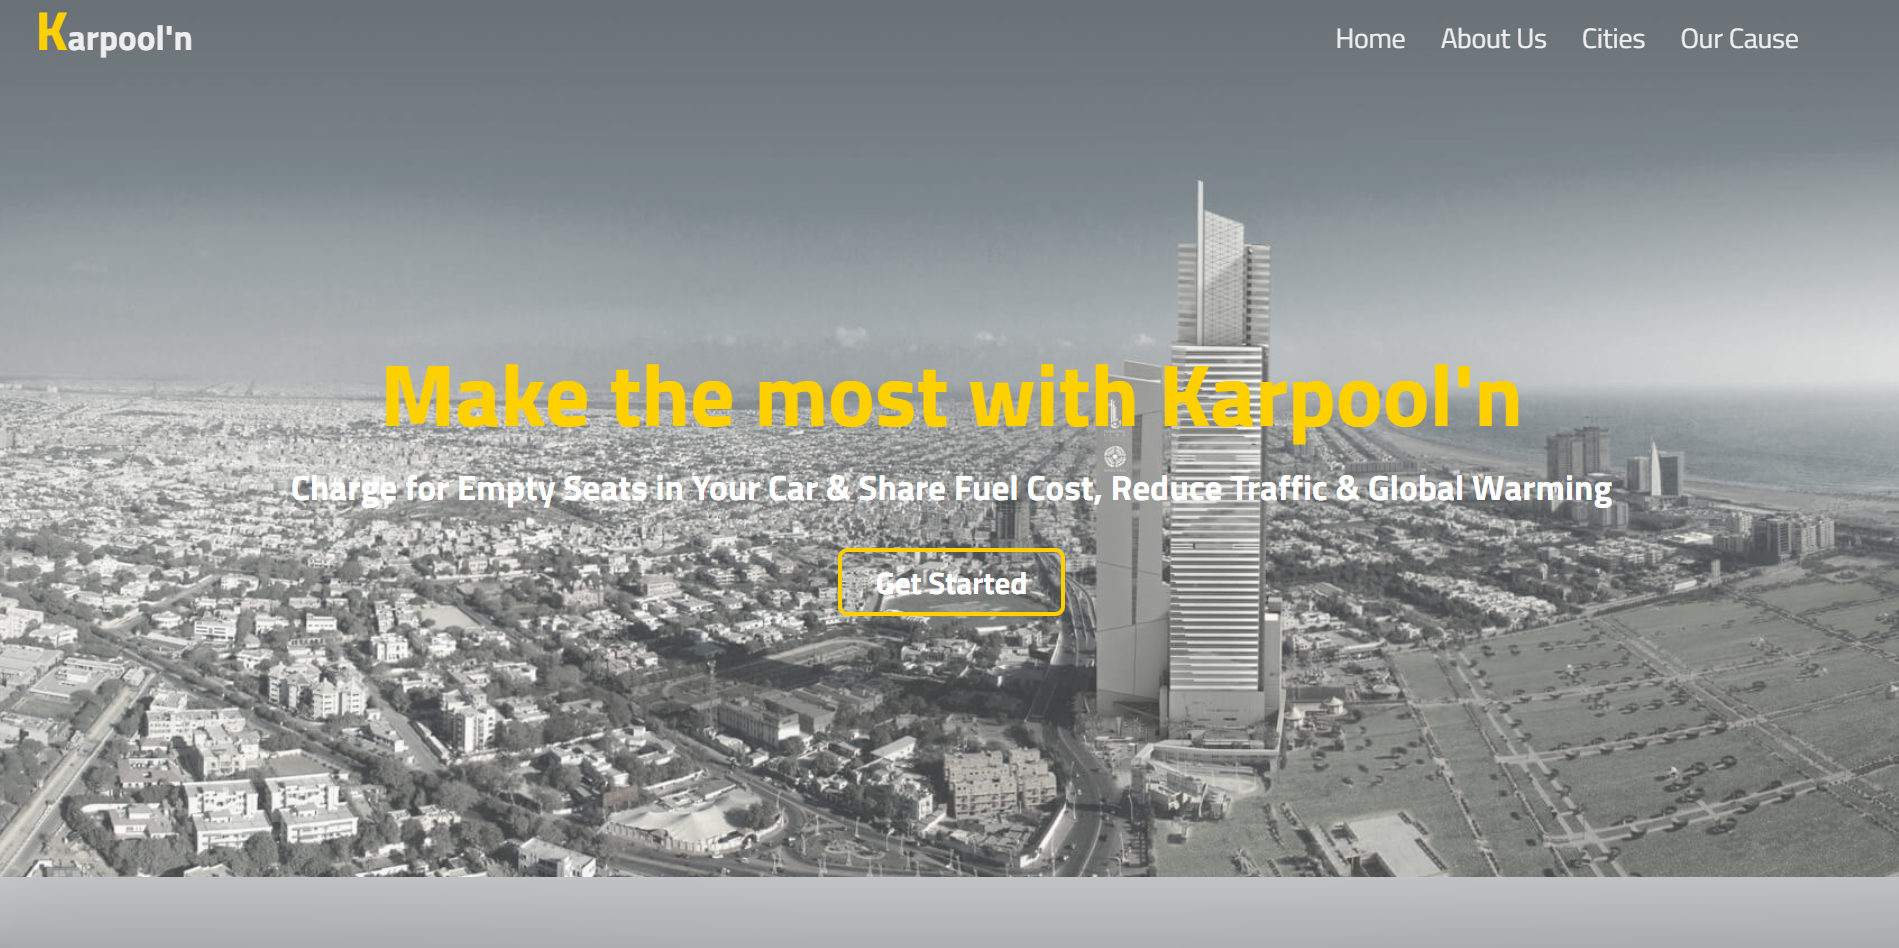 Karpool'n
Home About Us Cities Our Cause
Make the most with Karpool'n
Charge for Empty Seats in Your Car & Share Fuel Cost, Reduce Traffic & Global Warming
Get Started